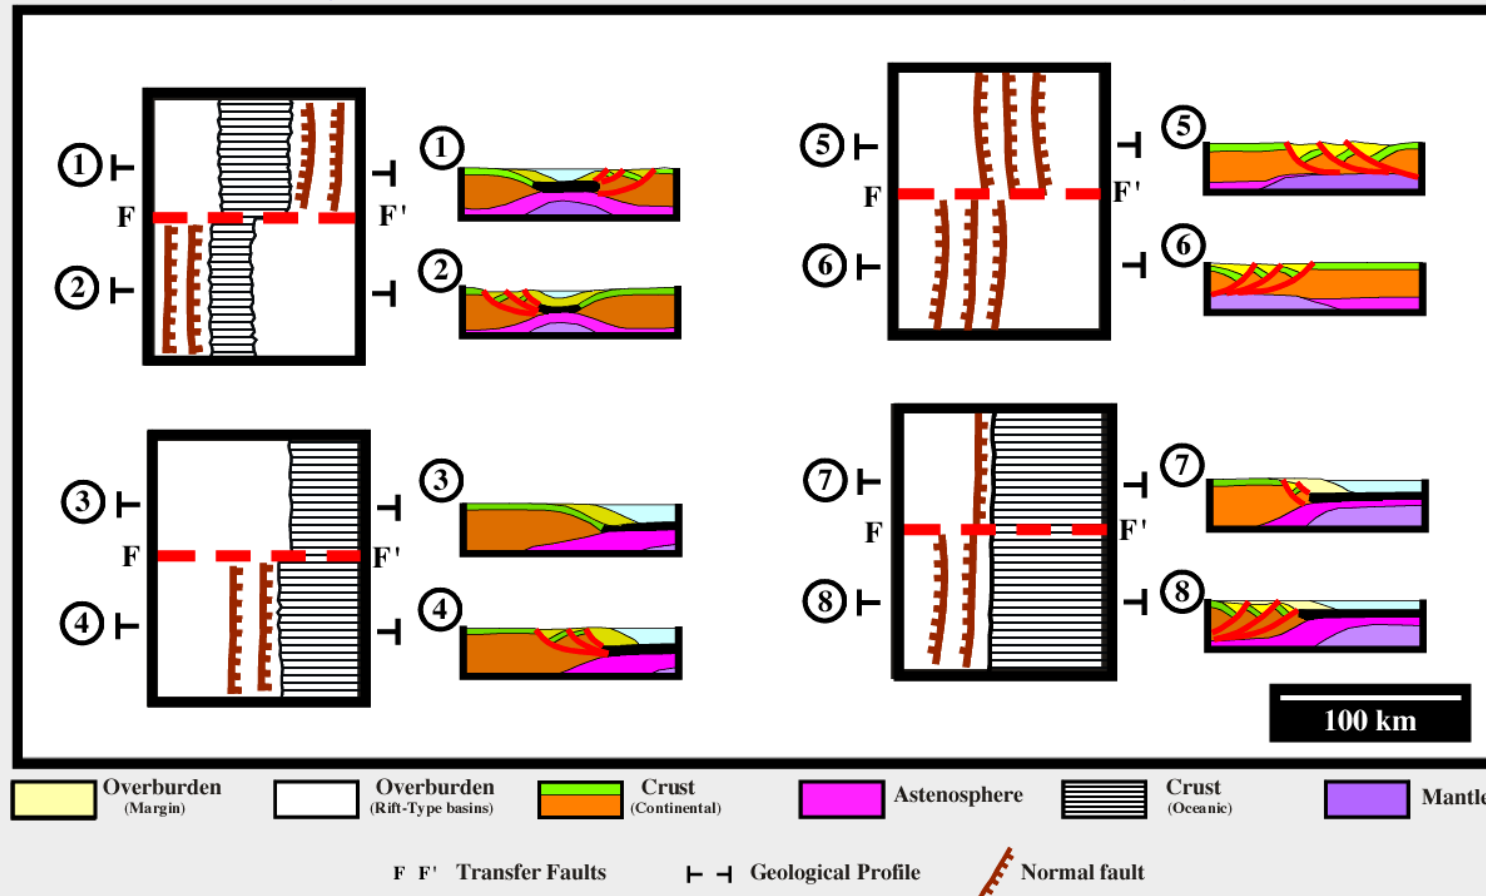 1
1
F
F'
2
2
5
5
F
F'
6
6
3
3
F
F'
4
4
7
7
F
F'
8
8
100 km
Overburden
(Margin)
Overburden
(Rift-Type basins)
Crust
(Continental)
Astenosphere
Crust
(Oceanic)
Mantle
F F' Transfer Faults
Geological Profile
Normal fault